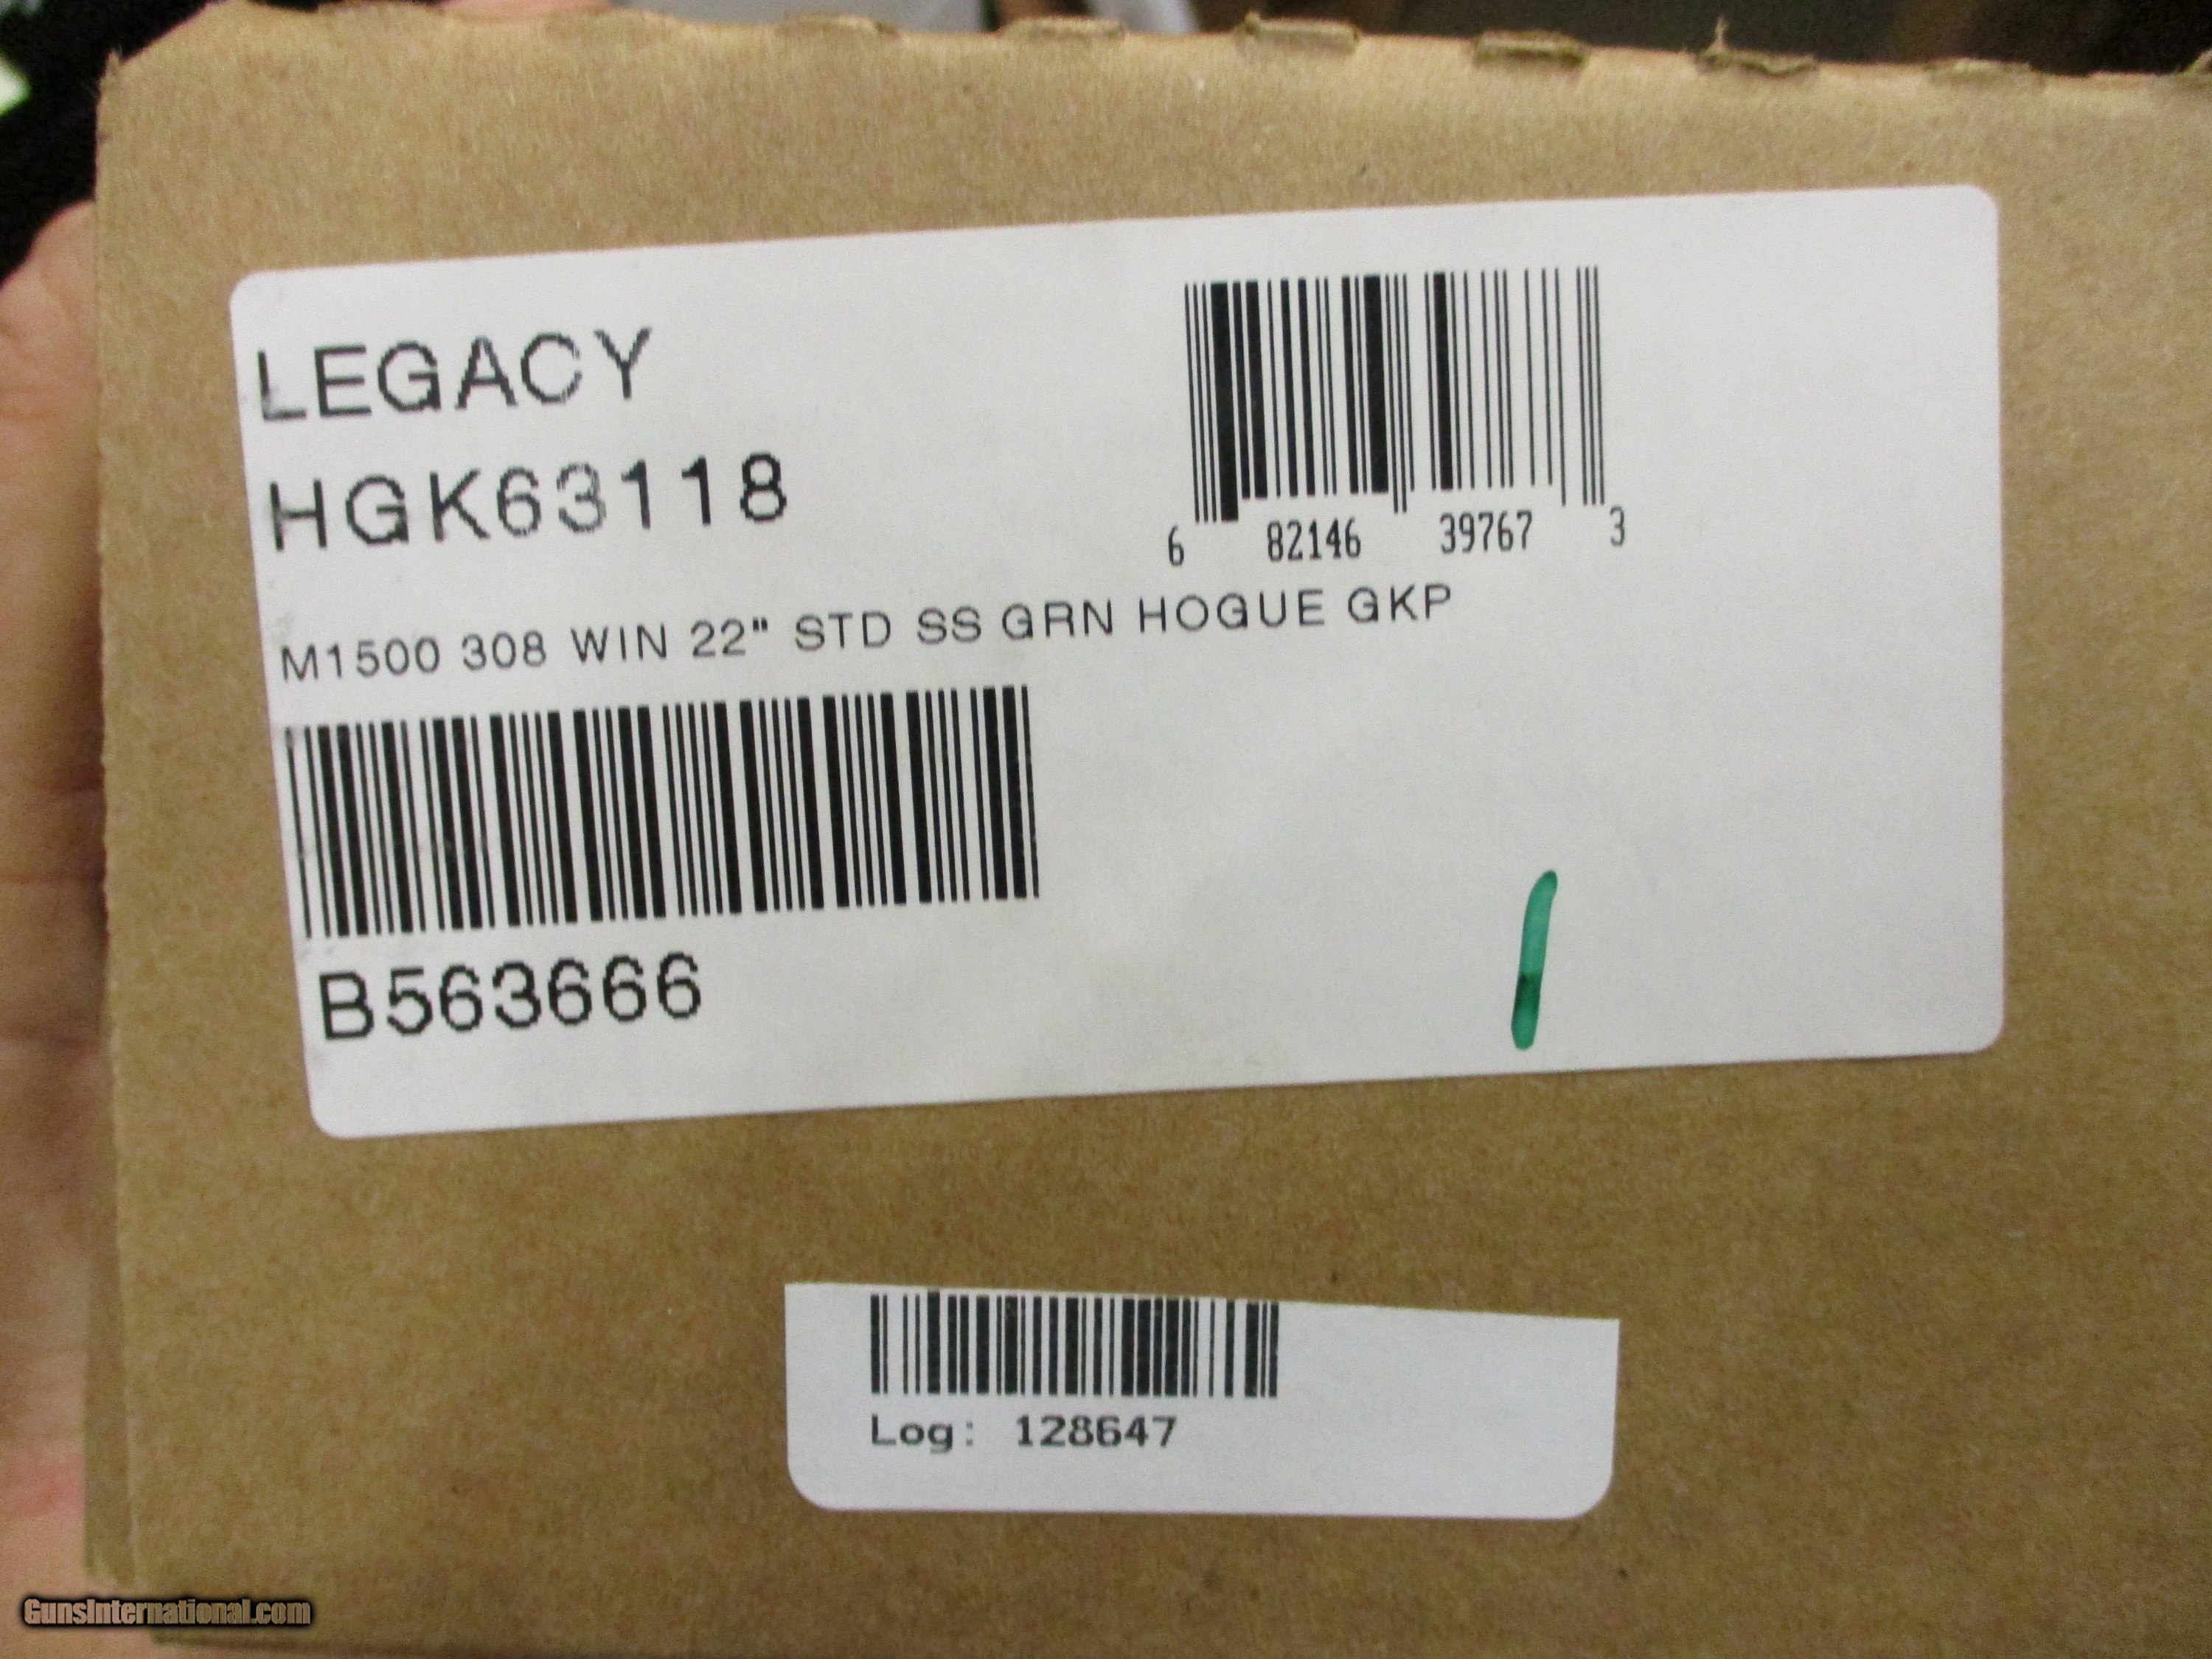 LEGACY
HGK63118
6 82146 39767 3
M1500 308 WIN 22" STD SS GRN HOGUE GKP
B563666
Log: 128647
GunsInternational.com